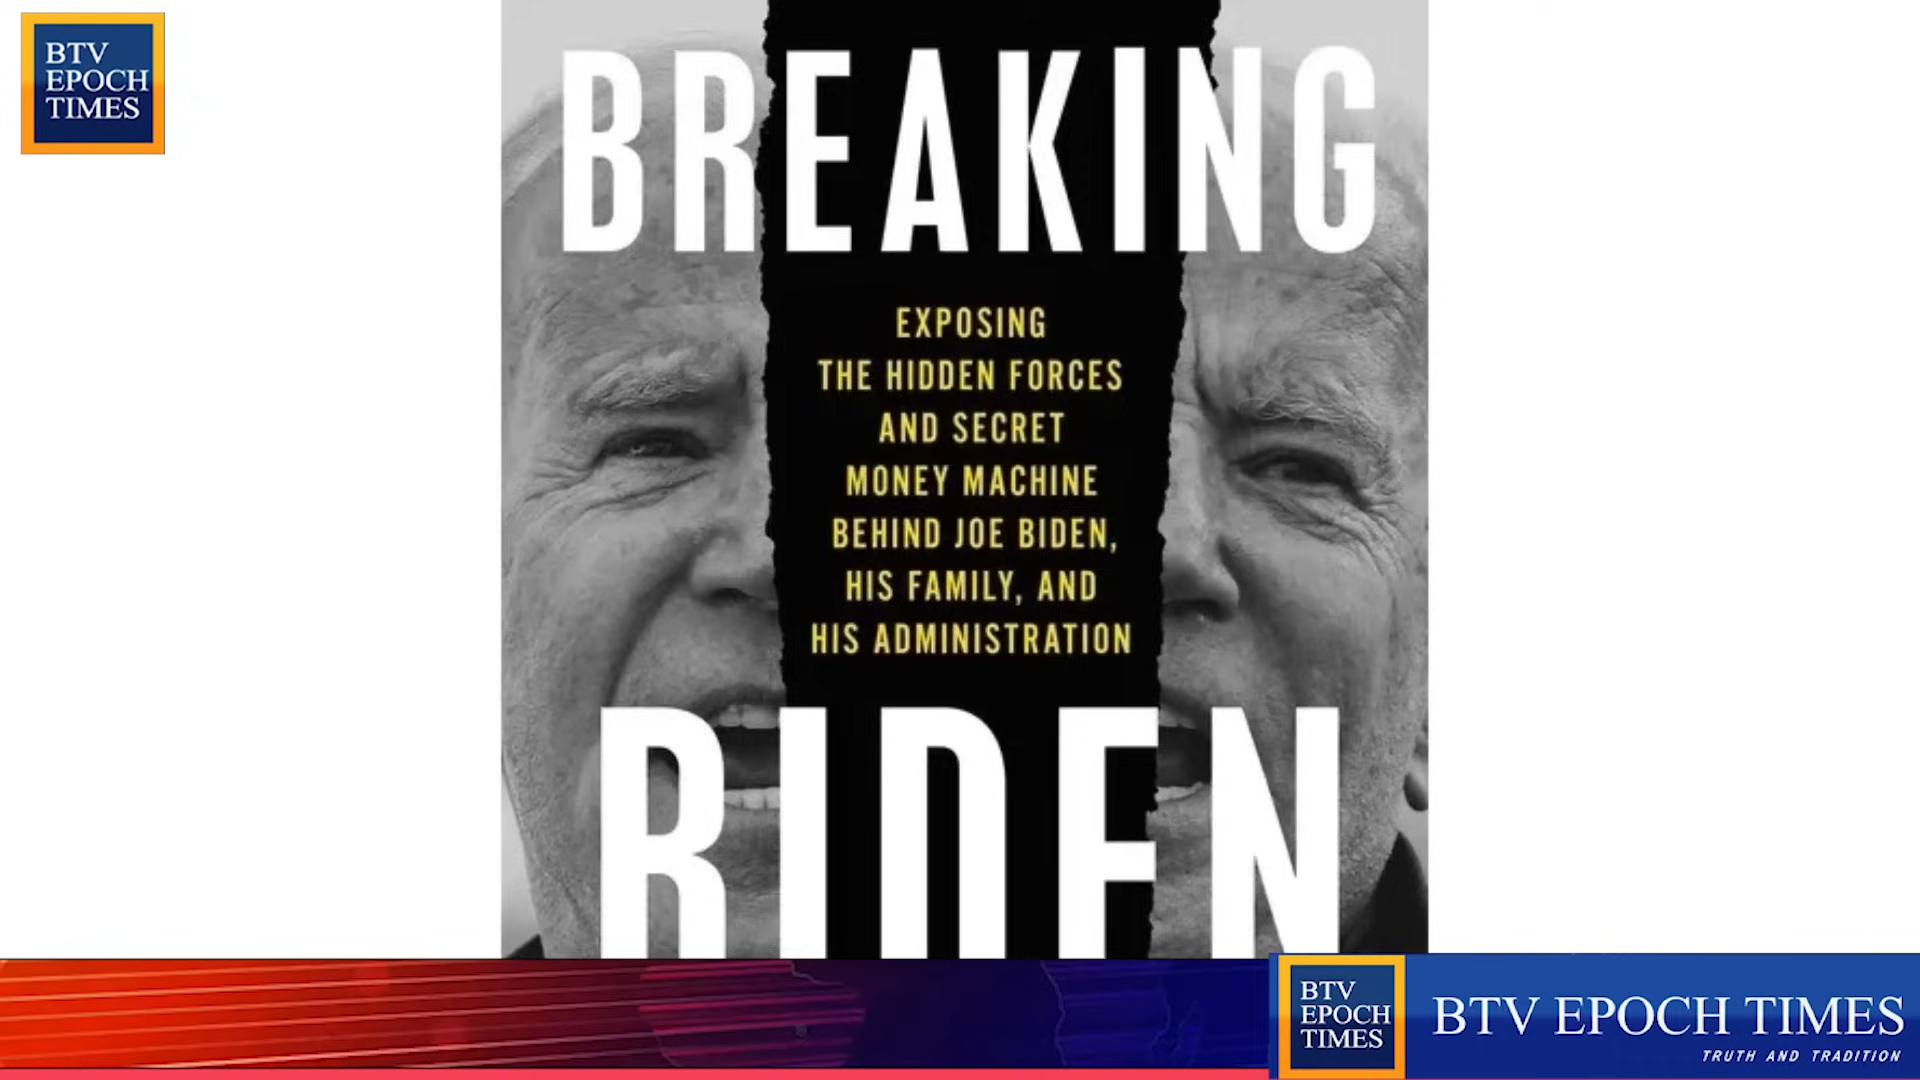 BTV
EPOCH
TIMES
BREAKING
EXPOSING
THE HIDDEN FORCES
AND SECRET
MONEY MACHINE
BEHIND JOE BIDEN,
HIS FAMILY, AND
HIS ADMINISTRATION
BIDEN
BTV
EPOCH
TIMES
BTV EPOCH TIMES
TRUTH AND TRADITION